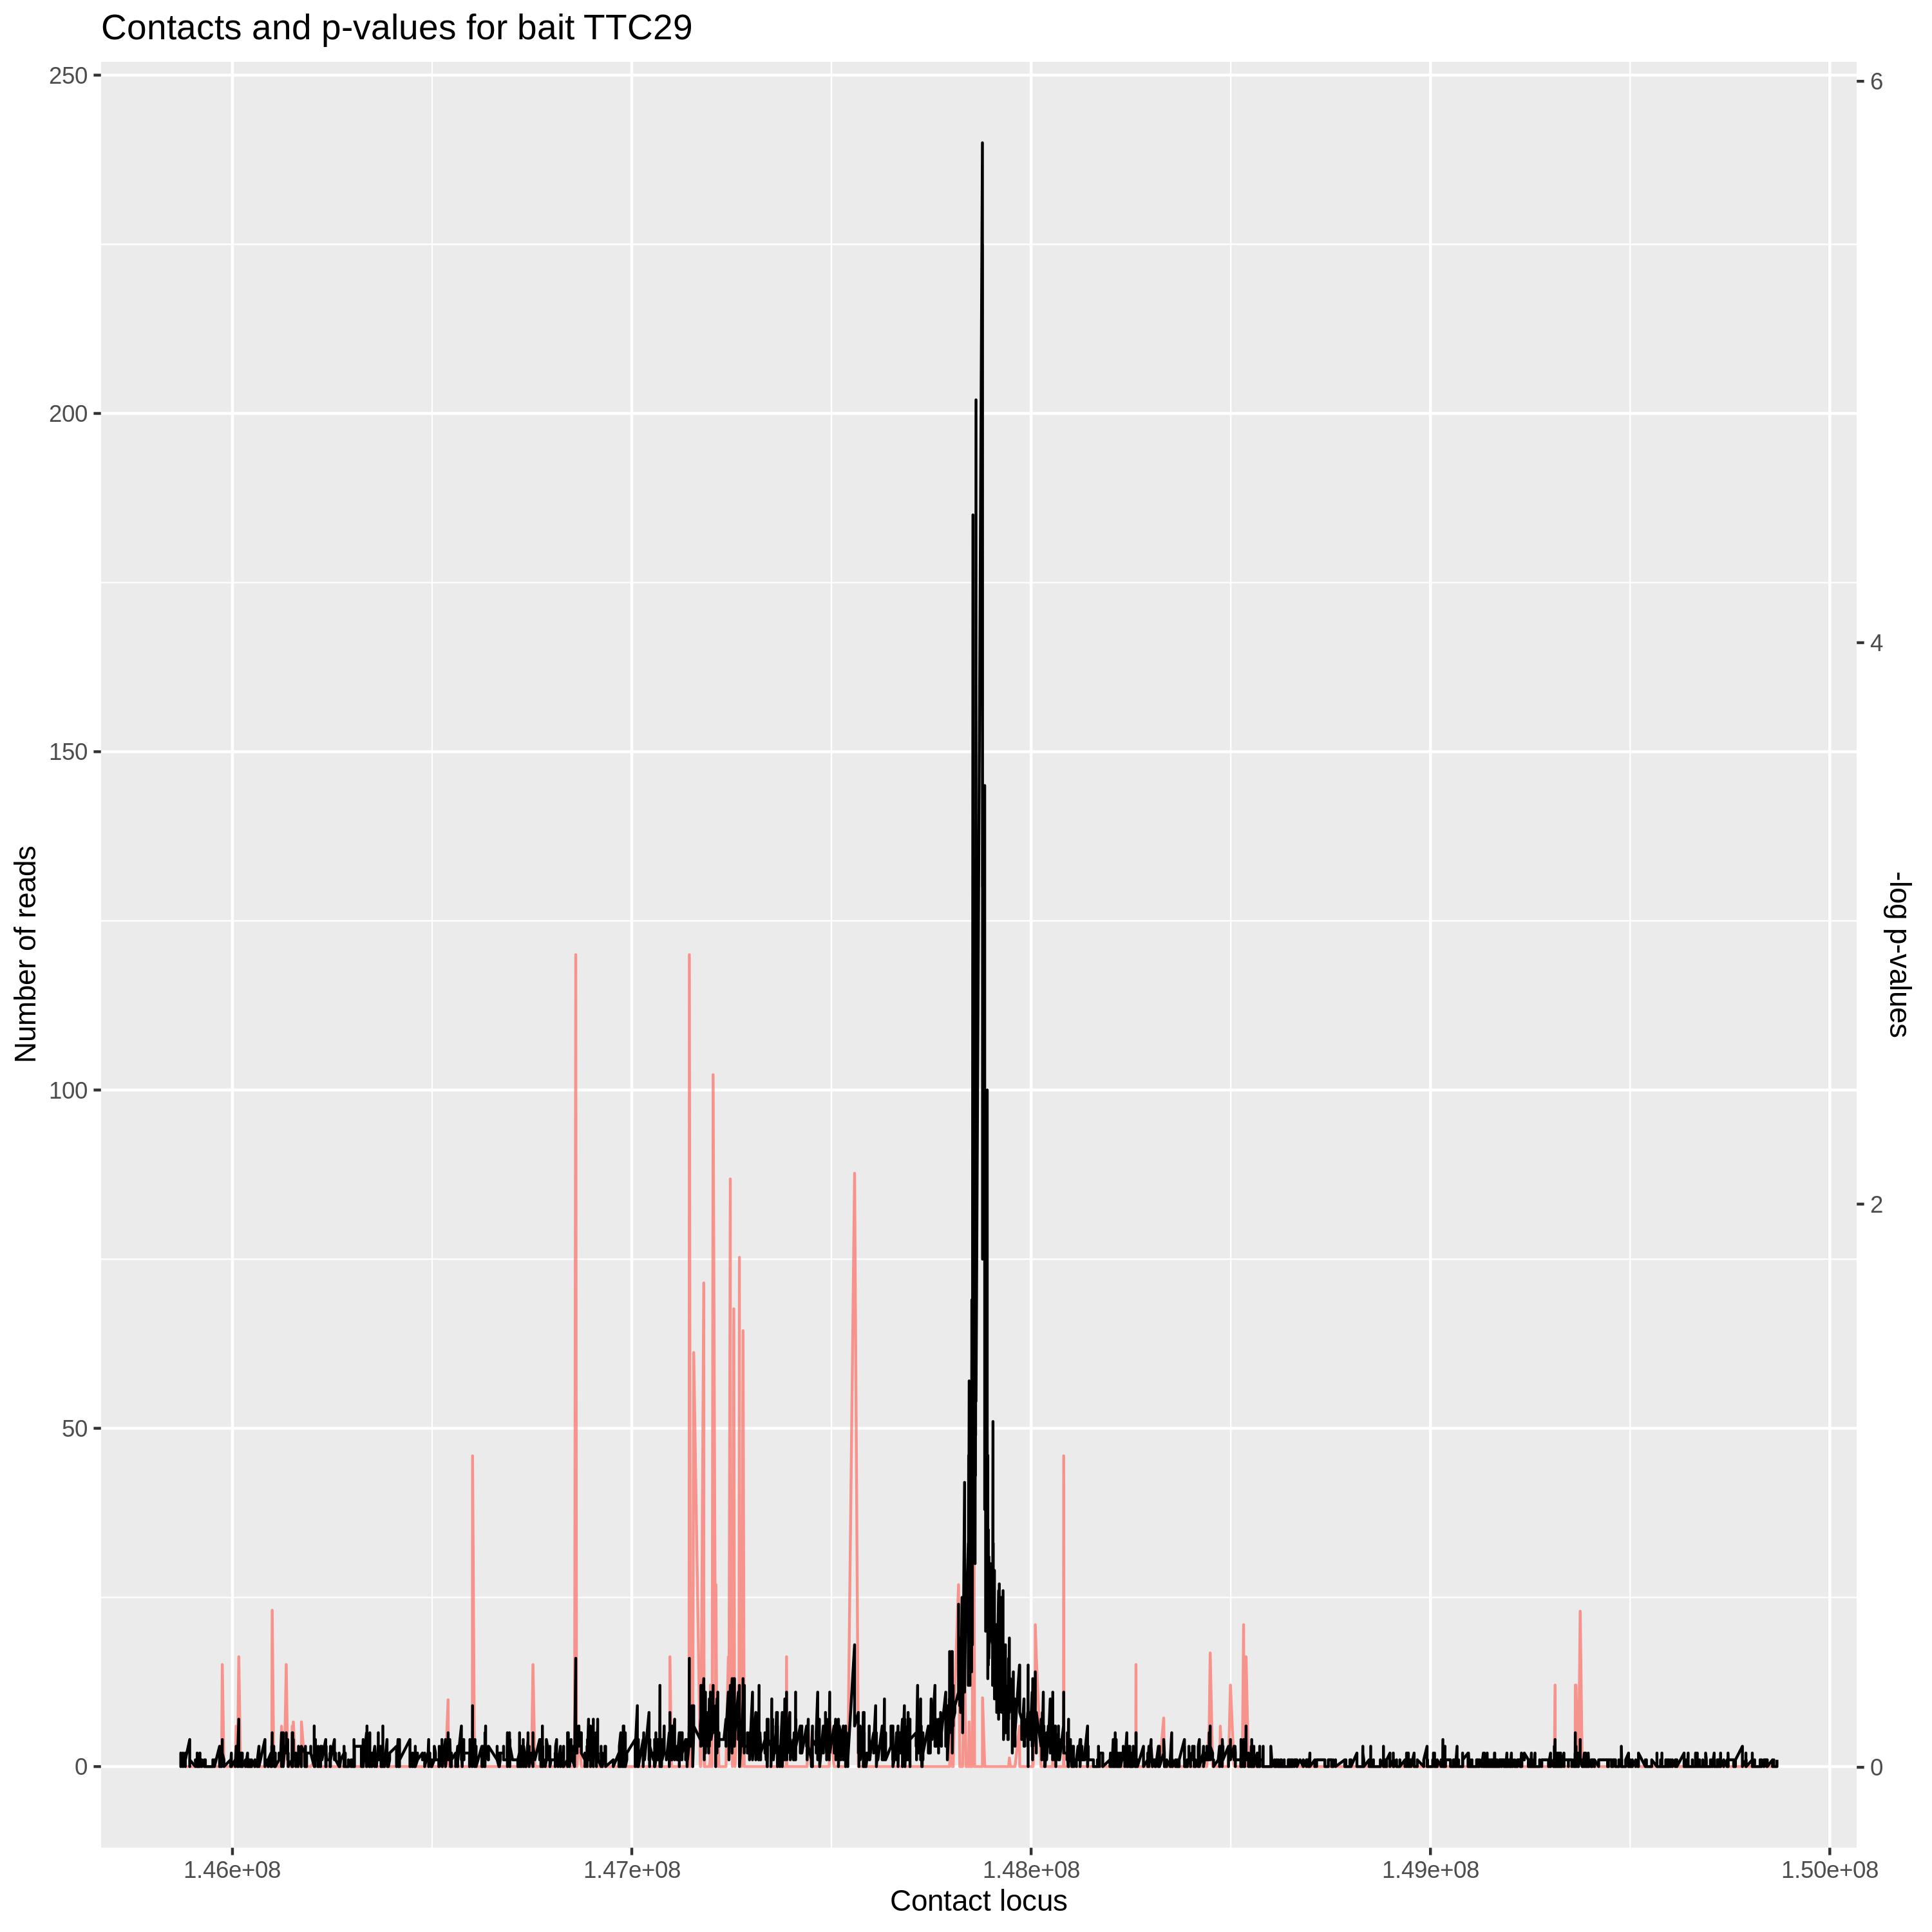 Contacts and p-values for bait TTC29
250
200
150
100
50
0
Number of reads
6
4
2
0
-log p-values
1.46e+08
1.47e+08
1.48e+08
1.49e+08
1.50e+08
Contact locus